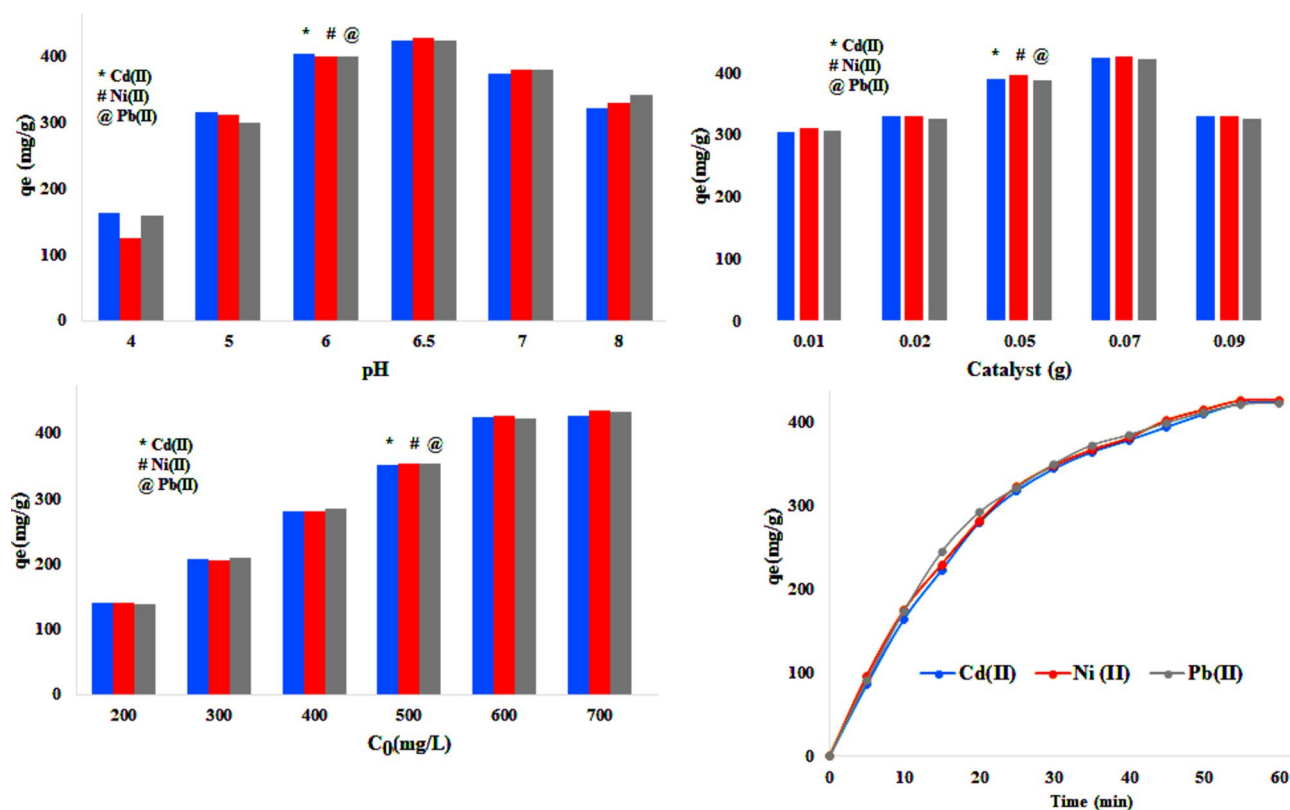 * # @
* Cd(II)
# Ni(II)
@ Pb(II)
qe (mg/g)
400
300
200
100
0
4 5 6 6.5 7 8
pH
* # @
* Cd(II)
# Ni(II)
@ Pb(II)
qe(mg/g)
400
300
200
100
0
0.01 0.02 0.05 0.07 0.09
Catalyst (g)
* # @
* Cd(II)
# Ni(II)
@ Pb(II)
qe(mg/g)
400
300
200
100
0
200 300 400 500 600 700
C0(mg/L)
qe(mg/g)
400
300
200
100
0
Cd(II) Ni (II) Pb(II)
0 10 20 30 40 50 60
Time (min)